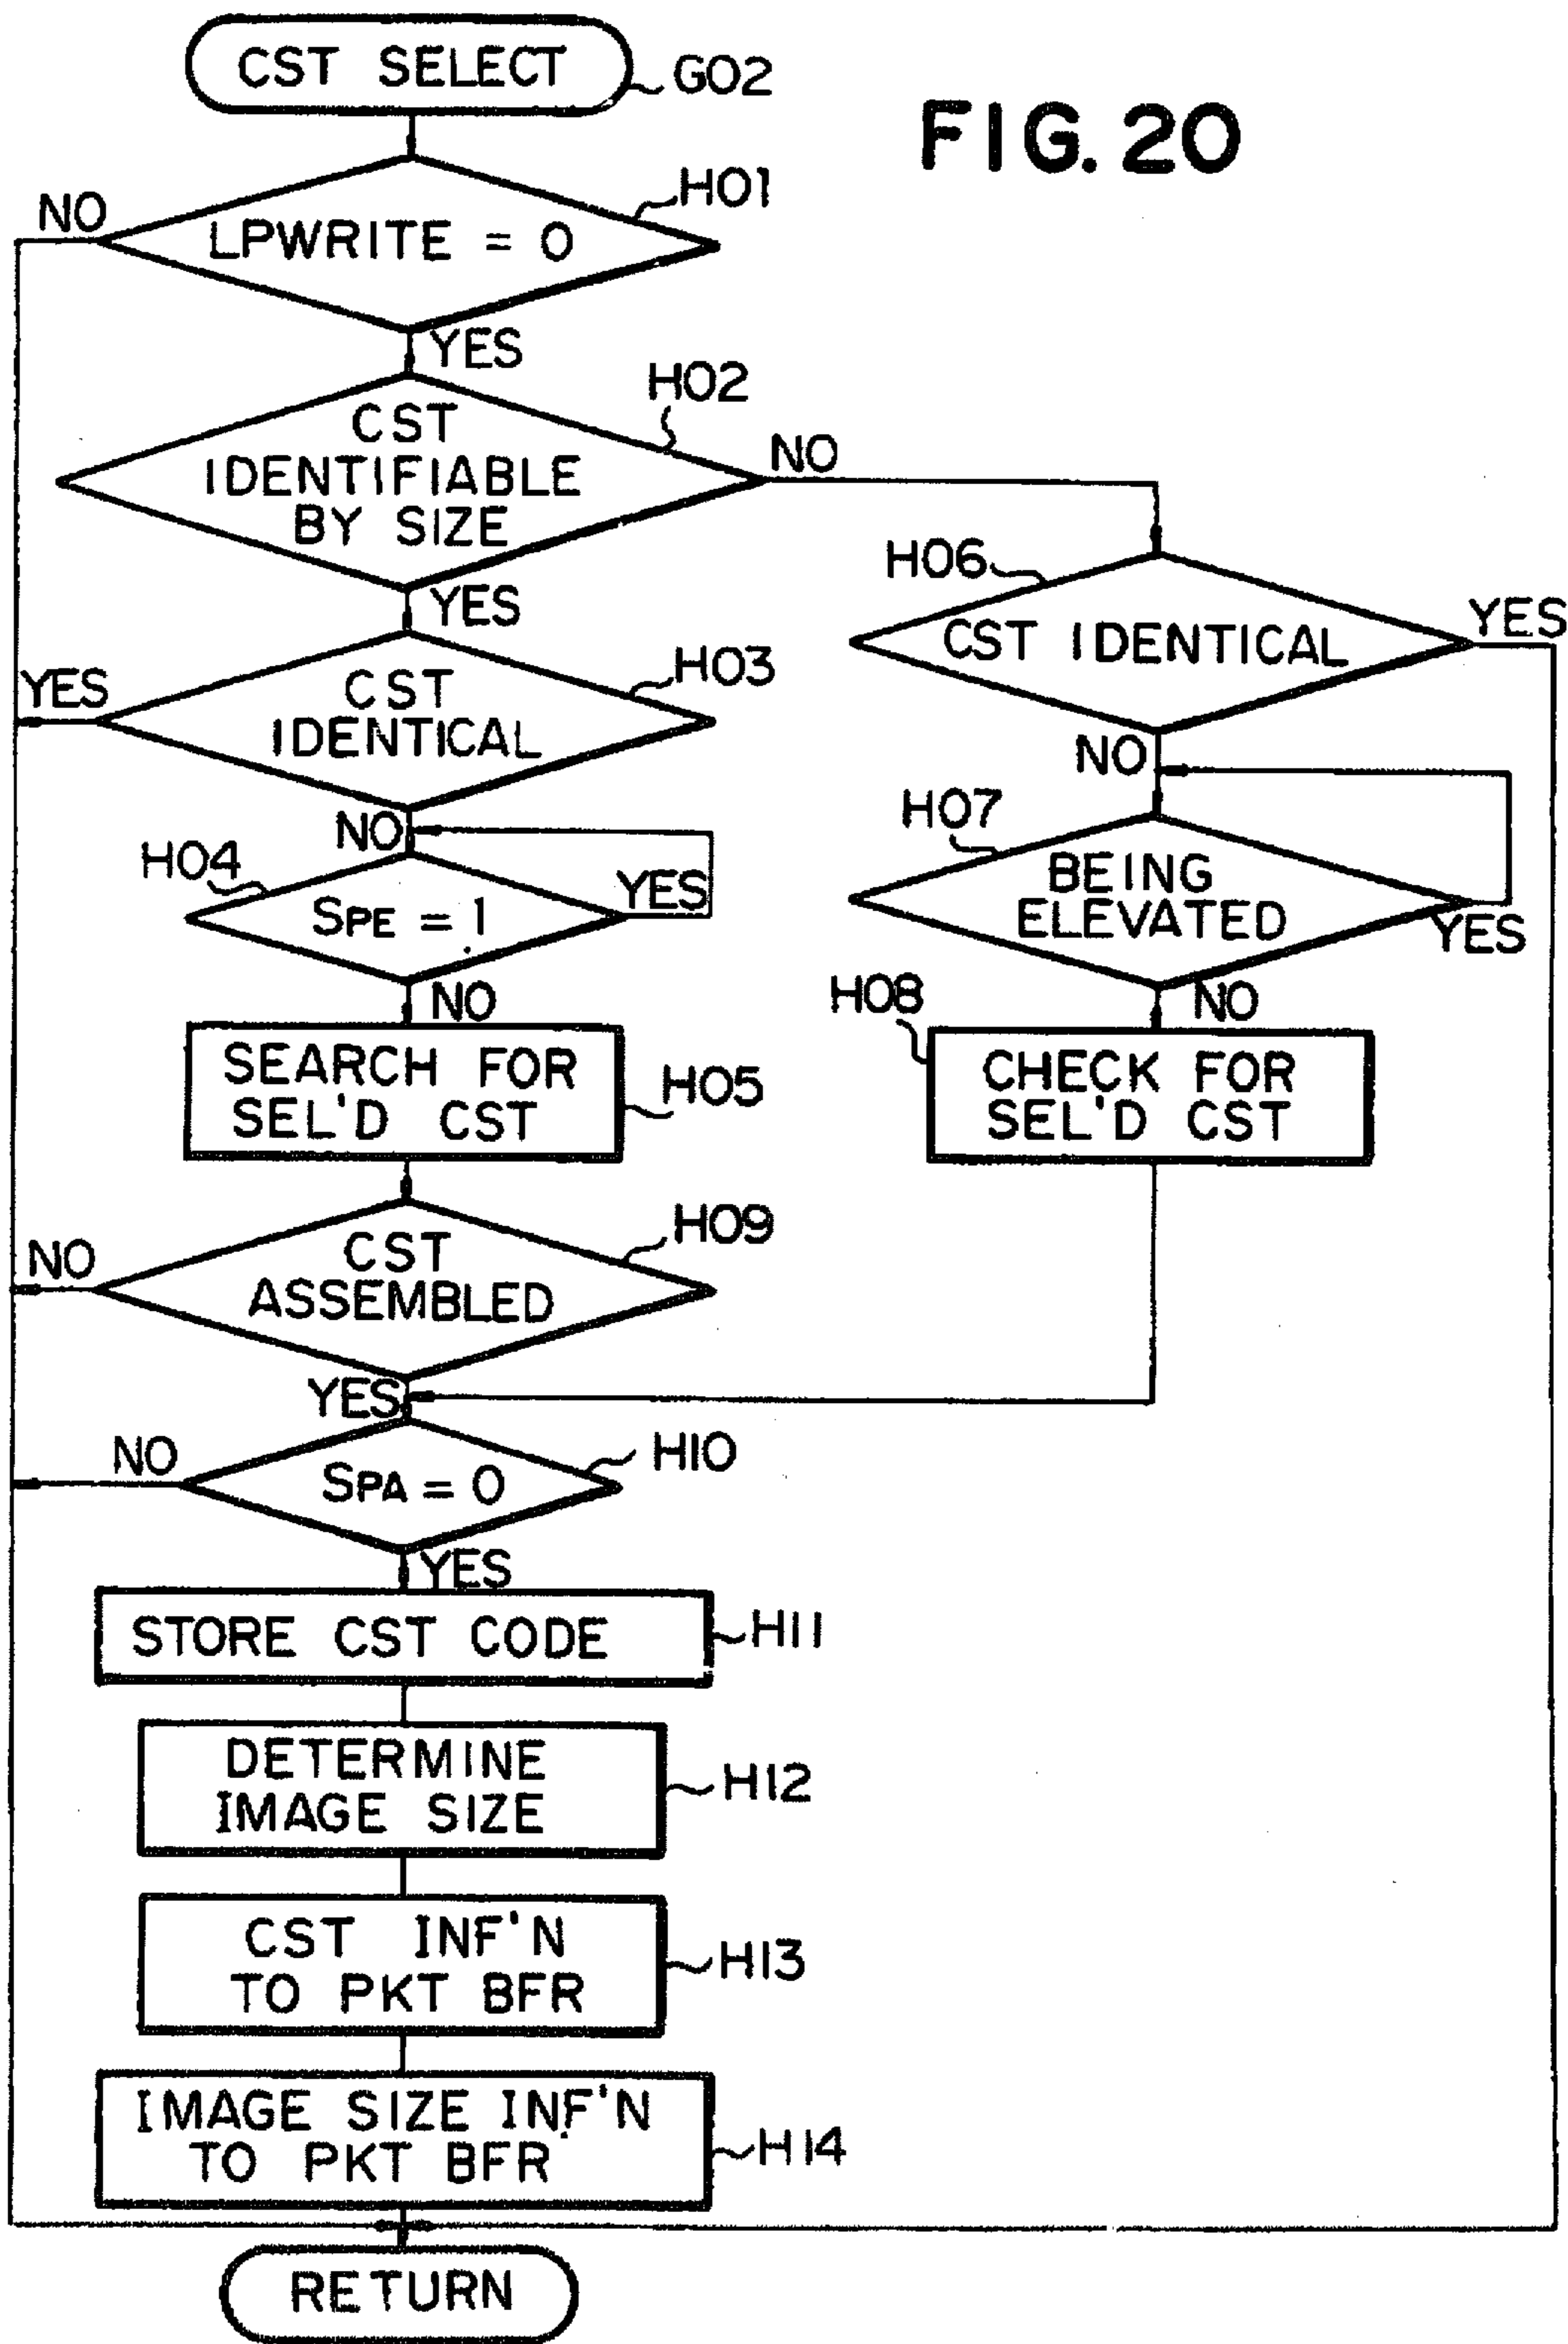 CST SELECT
G02
FIG. 20
H01
NO
LPWRITE = 0
YES
H02
CST
IDENTIFIABLE
BY SIZE
NO
YES
H06
CST IDENTICAL
YES
H03
YES
CST
IDENTICAL
NO
NO
H07
BEING
ELEVATED
YES
H04
SPE = 1
YES
NO
NO
H08
SEARCH FOR
SEL'D CST
H05
CHECK FOR
SEL'D CST
H09
NO
CST
ASSEMBLED
YES
H10
NO
SPA = 0
YES
STORE CST CODE
H11
DETERMINE
IMAGE SIZE
H12
CST INF'N
TO PKT BFR
H13
IMAGE SIZE INF'N
TO PKT BFR
H14
RETURN